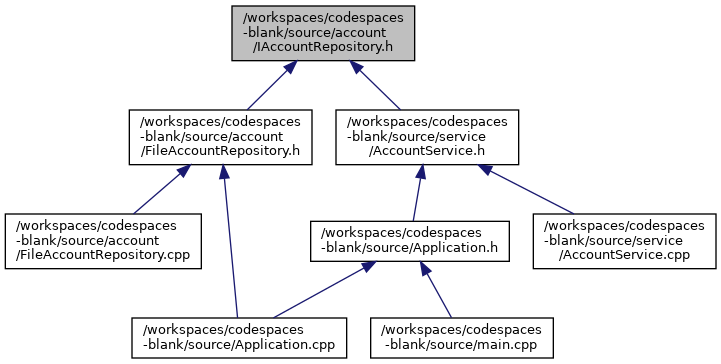 /workspaces/codespaces
-blank/source/account
/IAccountRepository.h
/workspaces/codespaces
-blank/source/account
/FileAccountRepository.h
/workspaces/codespaces
-blank/source/service
/AccountService.h
/workspaces/codespaces
-blank/source/account
/FileAccountRepository.cpp
/workspaces/codespaces
-blank/source/Application.h
/workspaces/codespaces
-blank/source/service
/AccountService.cpp
/workspaces/codespaces
-blank/source/Application.cpp
/workspaces/codespaces
-blank/source/main.cpp